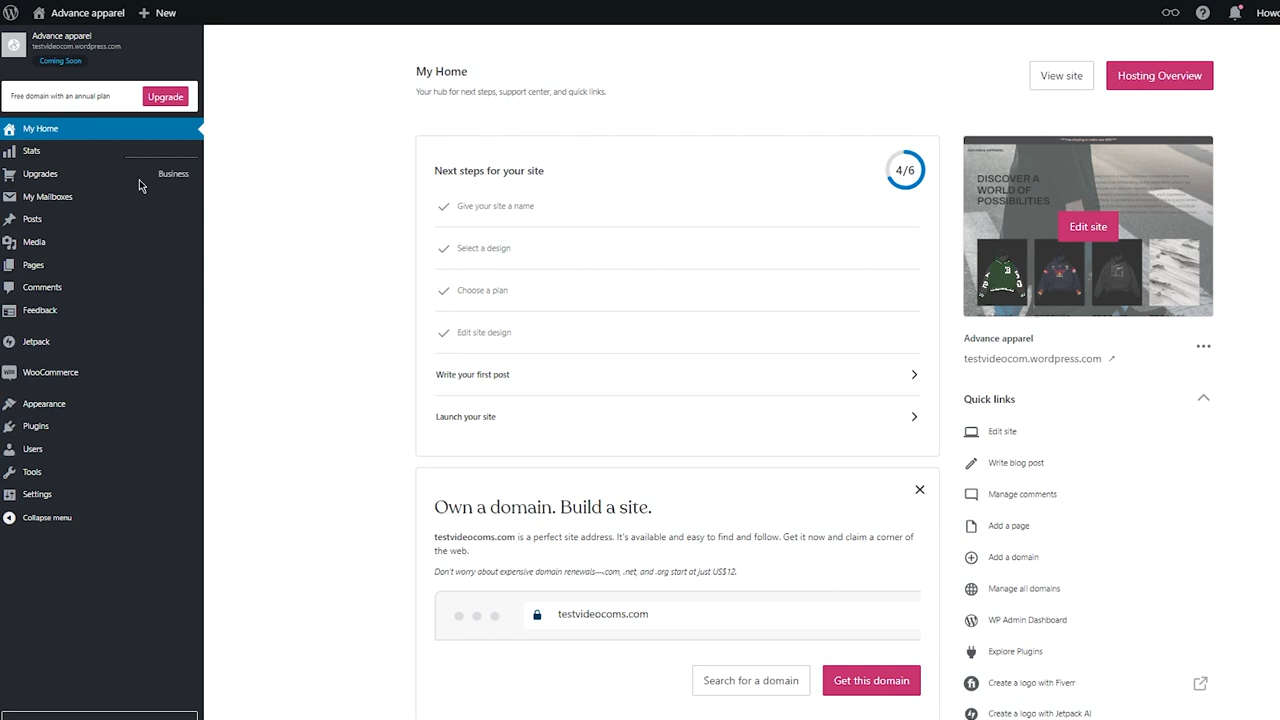 Advance apparel
New
Howd
Advance apparel
testvideocom.wordpress.com
Coming Soon
Free domain with an annual plan
Upgrade
My Home
Stats
Upgrades
Business
My Mailboxes
Posts
Media
Pages
Comments
Feedback
Jetpack
WooCommerce
Appearance
Plugins
Users
Tools
Settings
Collapse menu
My Home
Your hub for next steps, support center, and quick links.
View site
Hosting Overview
Next steps for your site
4/6
Give your site a name
Select a design
Choose a plan
Edit site design
Write your first post
Launch your site
Own a domain. Build a site.
testvideocoms.com is a perfect site address. It's available and easy to find and follow. Get it now and claim a corner of
the web.
Don't worry about expensive domain renewals—.com, .net, and .org start at just US$12.
testvideocoms.com
Search for a domain
Get this domain
ADVANCE APPAREL
DISCOVER A
WORLD OF
POSSIBILITIES
Edit site
Advance apparel
testvideocom.wordpress.com ↗
Quick links
Edit site
Write blog post
Manage comments
Add a page
Add a domain
Manage all domains
WP Admin Dashboard
Explore Plugins
Create a logo with Fiverr
Create a logo with Jetpack AI